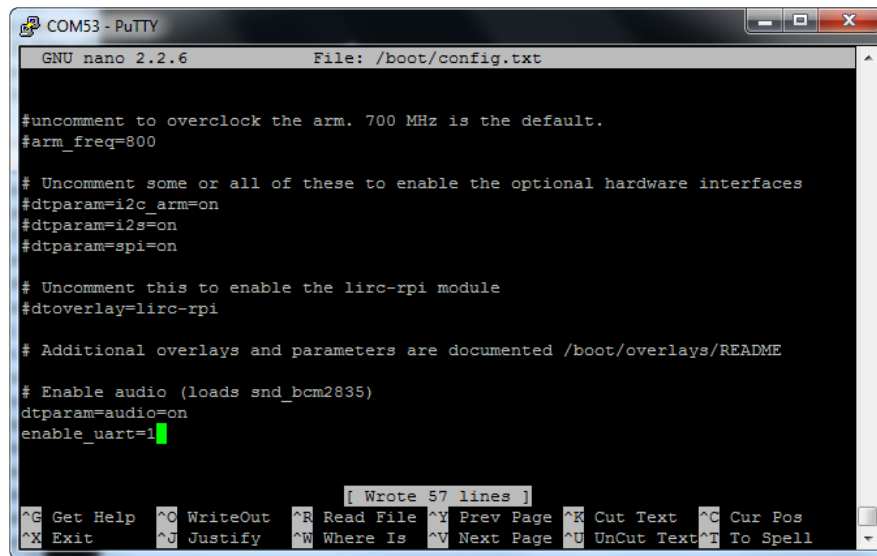 COM53 - PuTTY
GNU nano 2.2.6 File: /boot/config.txt
#uncomment to overclock the arm. 700 MHz is the default.
#arm_freq=800
# Uncomment some or all of these to enable the optional hardware interfaces
#dtparam=i2c_arm=on
#dtparam=i2s=on
#dtparam=spi=on
# Uncomment this to enable the lirc-rpi module
#dtoverlay=lirc-rpi
# Additional overlays and parameters are documented /boot/overlays/README
# Enable audio (loads snd_bcm2835)
dtparam=audio=on
enable_uart=1
[ Wrote 57 lines ]
^G Get Help ^O WriteOut ^R Read File ^Y Prev Page ^K Cut Text ^C Cur Pos
^X Exit ^J Justify ^W Where Is ^V Next Page ^U UnCut Text ^T To Spell